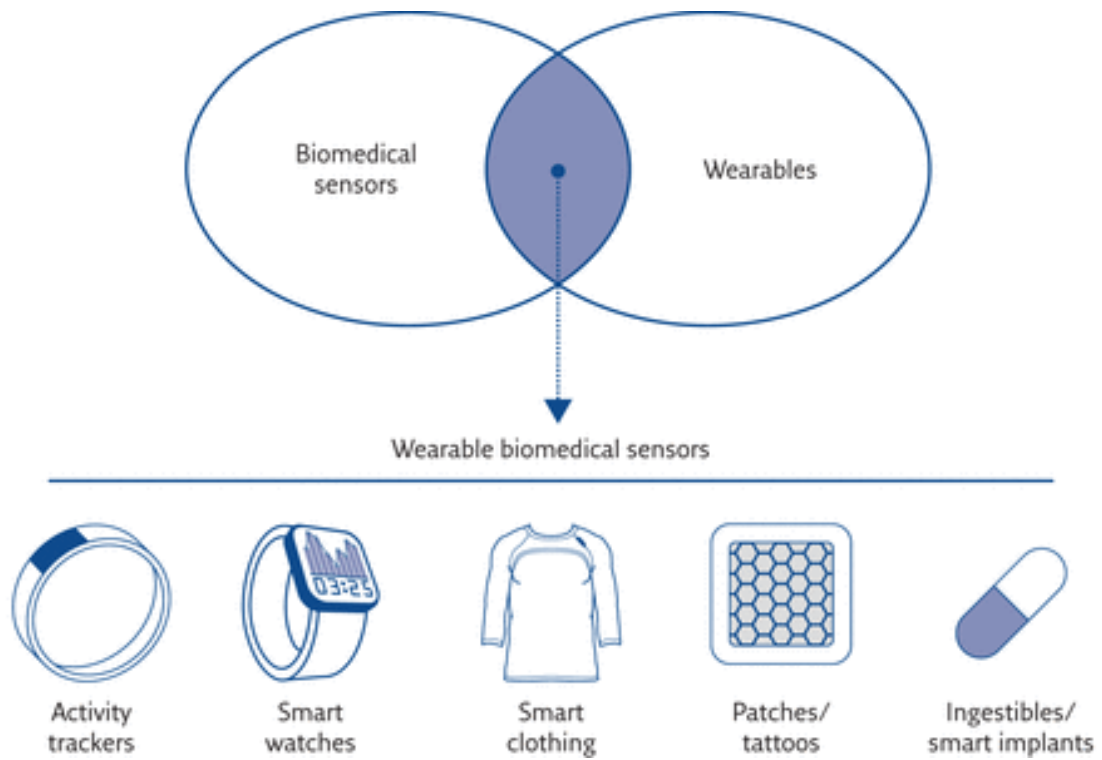 Biomedical
sensors
Wearables
Wearable biomedical sensors
03:25
Activity
trackers
Smart
watches
Smart
clothing
Patches/
tattoos
Ingestibles/
smart implants